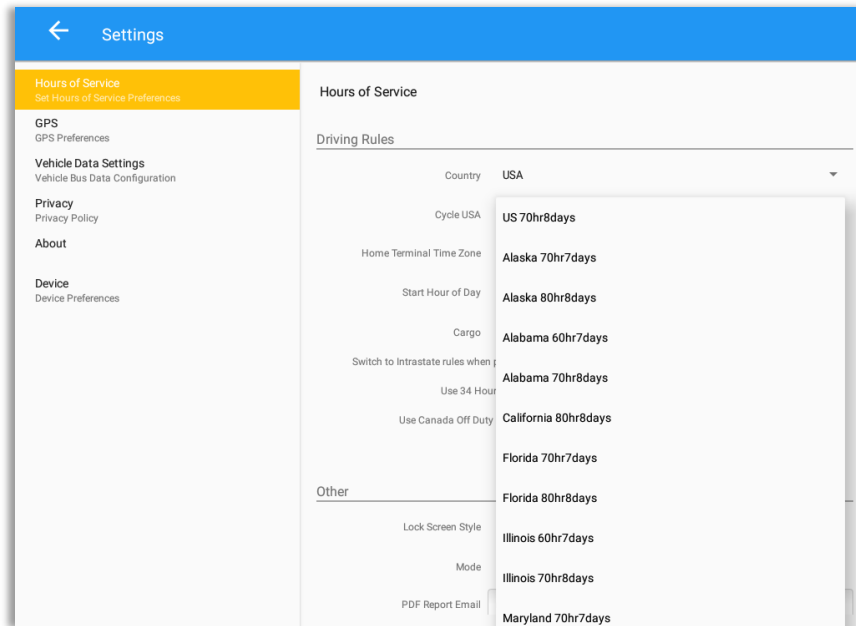 Settings
Hours of Service
Set Hours of Service Preferences
GPS
GPS Preferences
Vehicle Data Settings
Vehicle Bus Data Configuration
Privacy
Privacy Policy
About
Device
Device Preferences
Hours of Service
Driving Rules
Country USA
Cycle USA
Home Terminal Time Zone
Start Hour of Day
Cargo
Switch to Intrastate rules when
Use 34 Hour
Use Canada Off Duty
US 70hr8days
Alaska 70hr7days
Alaska 80hr8days
Alabama 60hr7days
Alabama 70hr8days
California 80hr8days
Florida 70hr7days
Florida 80hr8days
Illinois 60hr7days
Illinois 70hr8days
Maryland 70hr7days
Other
Lock Screen Style
Mode
PDF Report Email